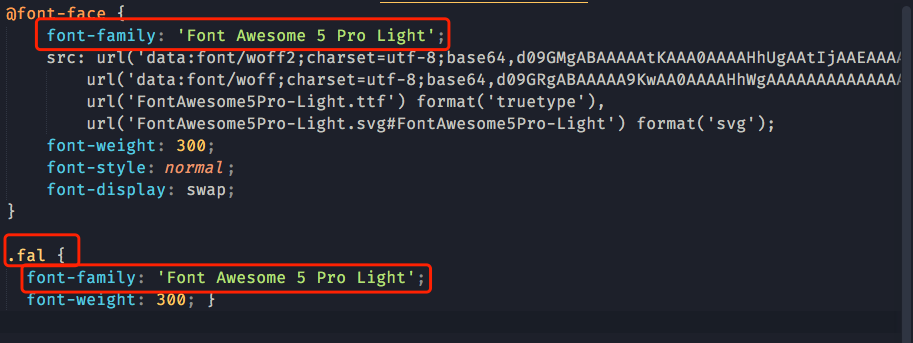 @font-face {
font-family: 'Font Awesome 5 Pro Light';
src: url('data:font/woff2;charset=utf-8;base64,d09GMgABAAAAAtKAAA0AAAAHhUgAAtIjAAEAAA
url('data:font/woff;charset=utf-8;base64,d09GRgABAAAAA9KwAA0AAAAHhWgAAAAAAAAAAAAA
url('FontAwesome5Pro-Light.ttf') format('truetype'),
url('FontAwesome5Pro-Light.svg#FontAwesome5Pro-Light') format('svg');
font-weight: 300;
font-style: normal;
font-display: swap;
}
.fal {
font-family: 'Font Awesome 5 Pro Light';
font-weight: 300; }